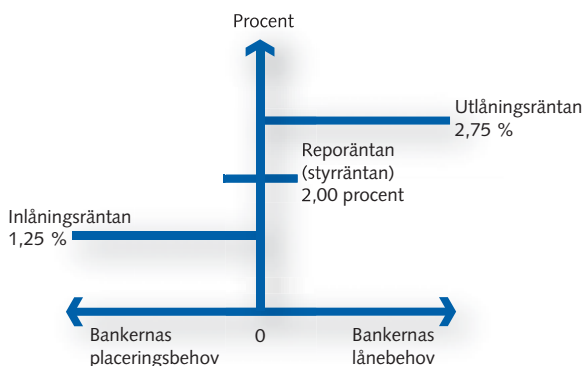 Procent
Utlåningsräntan
2,75 %
Reporäntan
(styrräntan)
2,00 procent
Inlåningsräntan
1,25 %
Bankernas
placeringsbehov
0
Bankernas
lånebehov